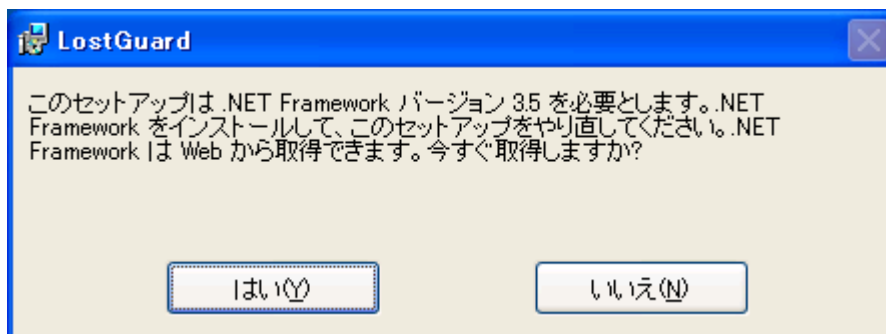 LostGuard
このセットアップは .NET Framework バージョン 3.5 を必要とします。.NET
Framework をインストールして、このセットアップをやり直してください。.NET
Framework は Web から取得できます。今すぐ取得しますか?
はい(Y)
いいえ(N)